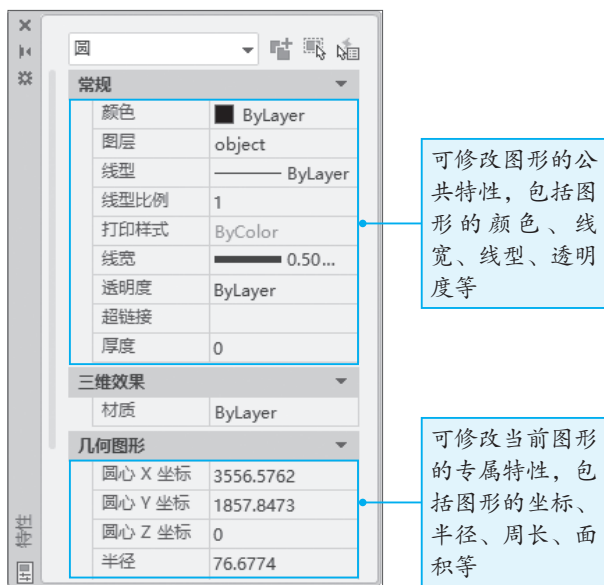 圆
常规
颜色 ByLayer
图层 object
线型 ByLayer
线型比例 1
打印样式 ByColor
线宽 0.50...
透明度 ByLayer
超链接
厚度 0
三维效果
材质 ByLayer
几何图形
圆心 X 坐标 3556.5762
圆心 Y 坐标 1857.8473
圆心 Z 坐标 0
半径 76.6774
特性
可修改图形的公
共特性，包括图
形的颜色、线
宽、线型、透明
度等
可修改当前图形
的专属特性，包
括图形的坐标、
半径、周长、面
积等